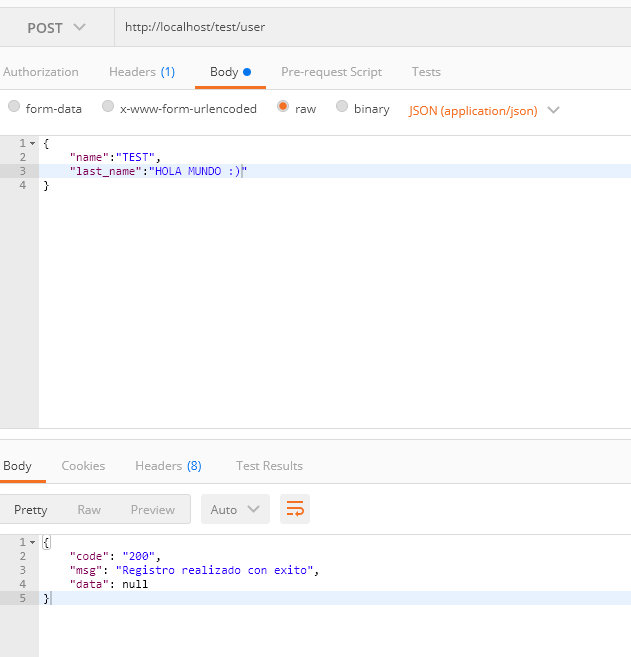 POST http://localhost/test/user
Authorization Headers (1) Body Pre-request Script Tests
form-data x-www-form-urlencoded raw binary JSON (application/json)
1 {
2 "name":"TEST",
3 "last_name":"HOLA MUNDO :)"
4 }
Body Cookies Headers (8) Test Results
Pretty Raw Preview Auto
1 {
2 "code": "200",
3 "msg": "Registro realizado con exito",
4 "data": null
5 }